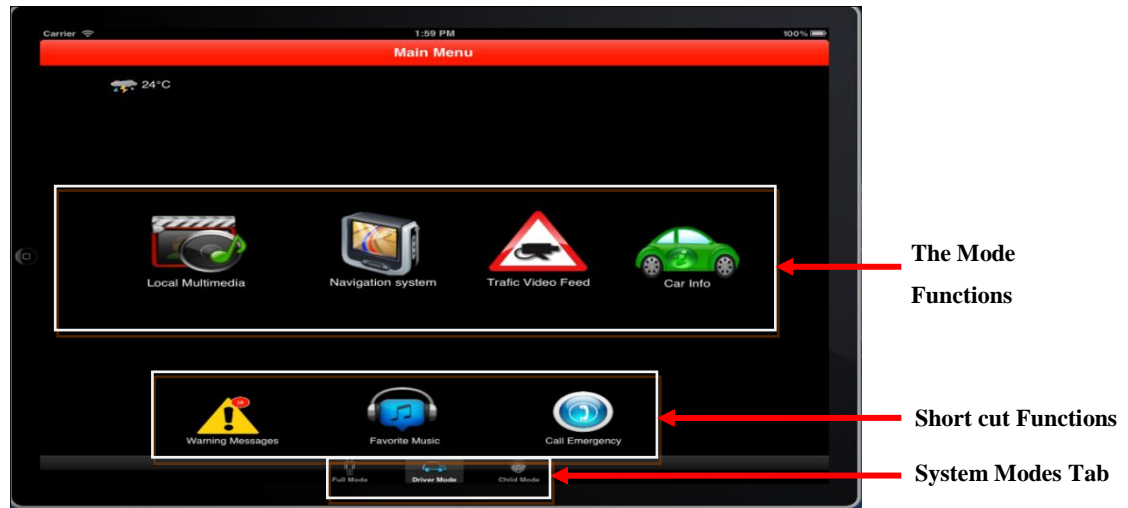 Carrier 1:59 PM 100%
Main Menu
24°C
Local Multimedia Navigation system Trafic Video Feed Car Info
The Mode
Functions
Warning Messages Favorite Music Call Emergency
Short cut Functions
Full Mode Driver Mode Child Mode
System Modes Tab